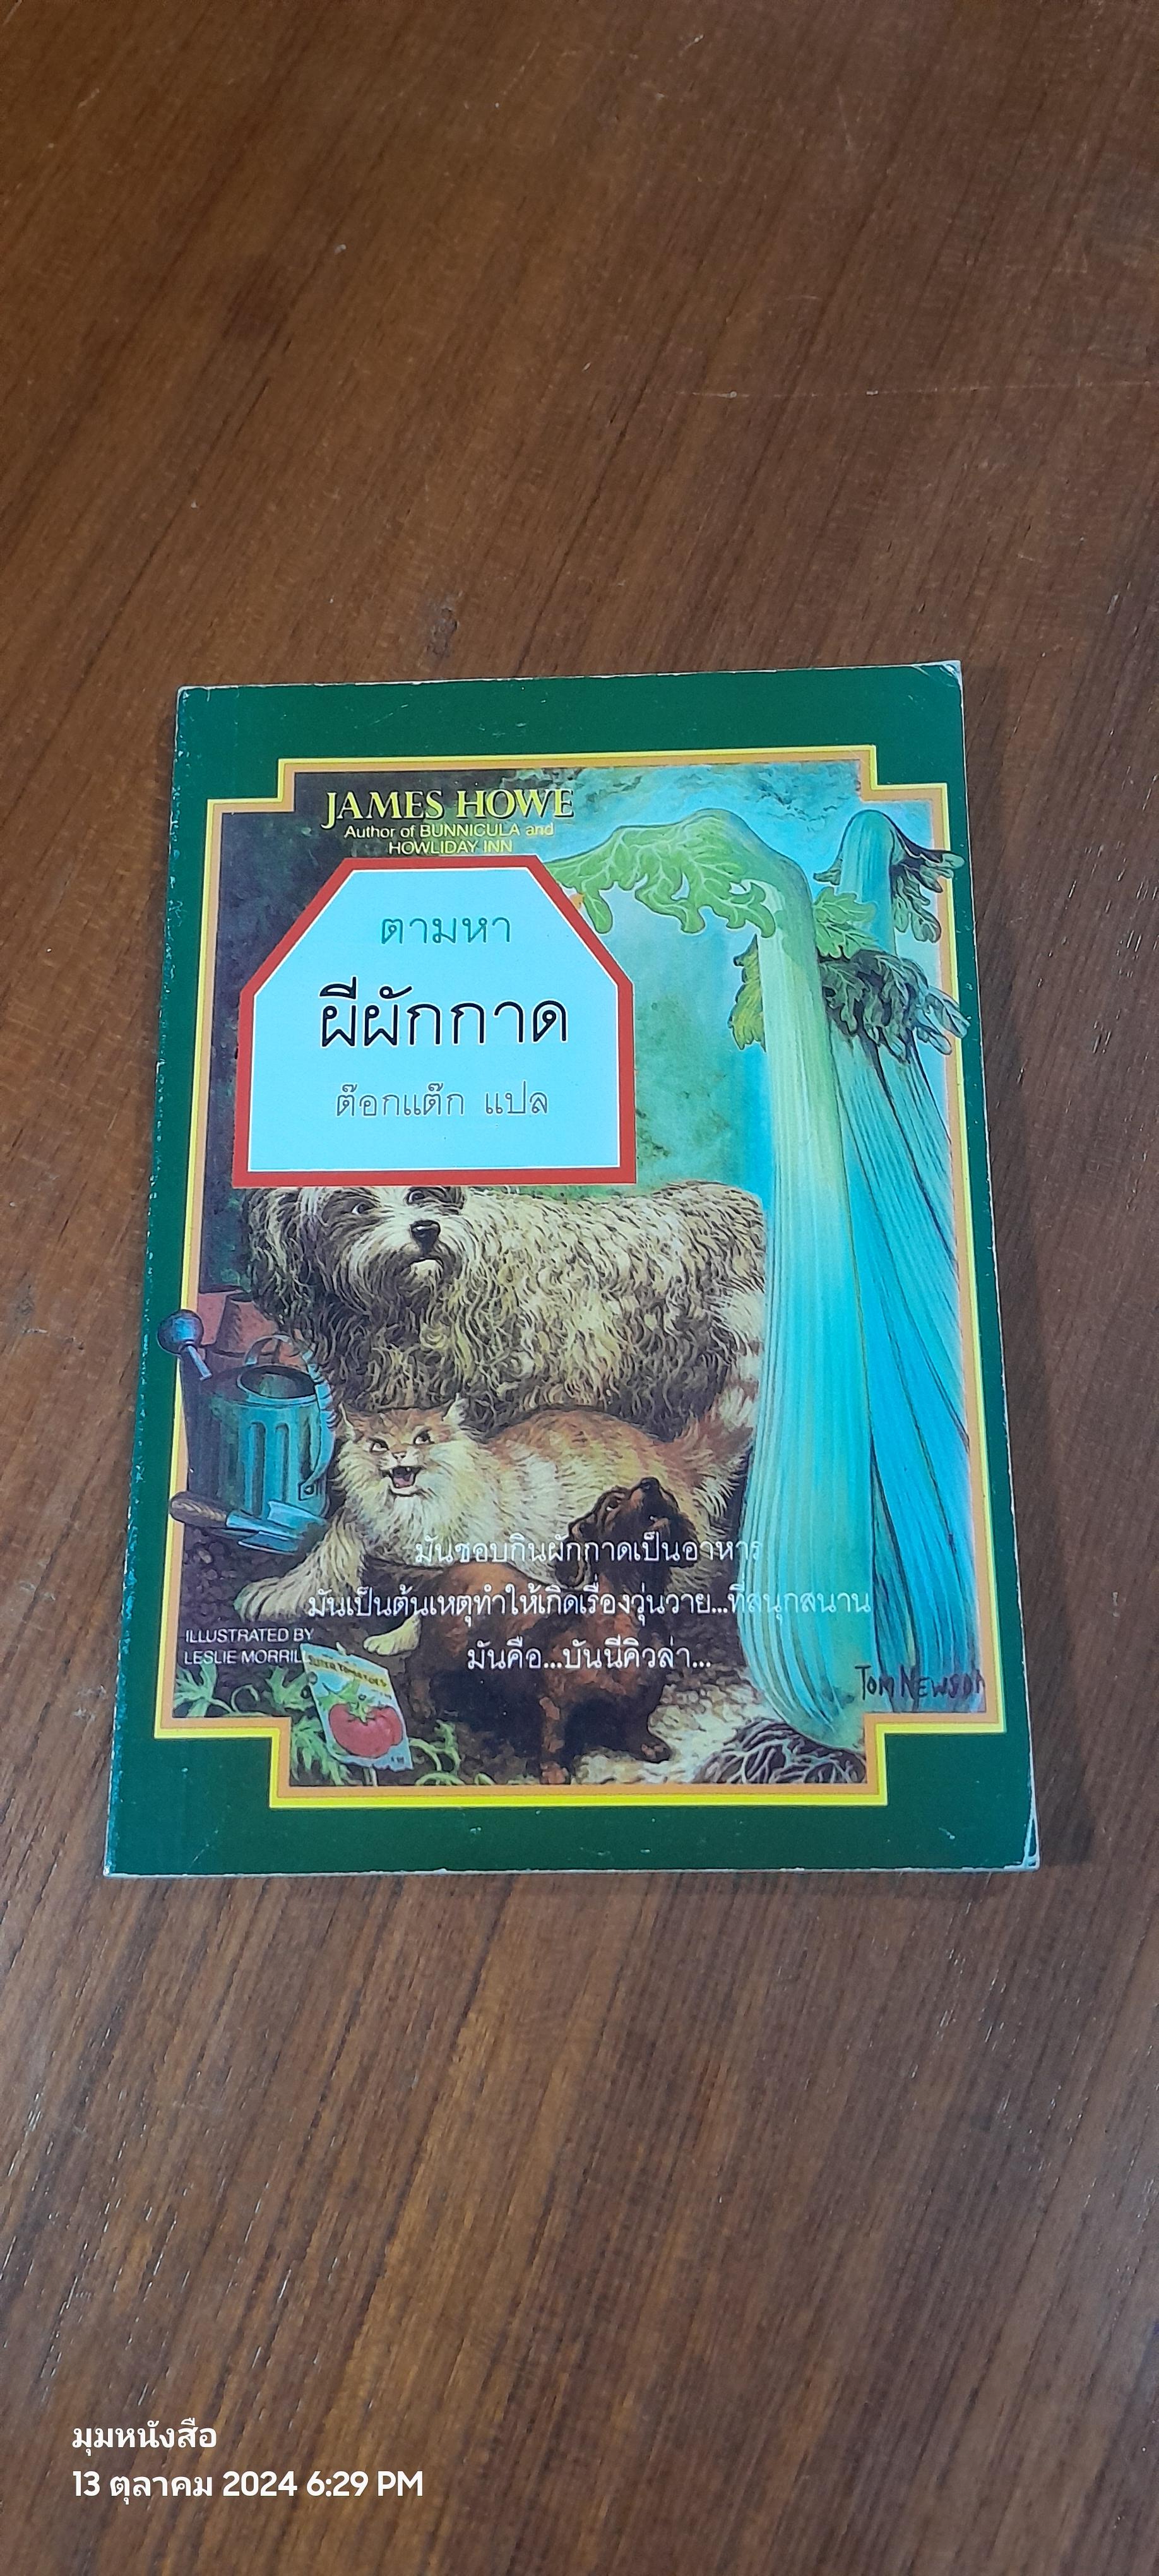 JAMES HOWE
Author of BUNNICULA and
HOWLIDAY INN
ตามหา
ผีผักกาด
ต๊อกแต๊ก แปล
มันชอบกินผักกาดเป็นอาหาร
มันเป็นต้นเหตุทำให้เกิดเรื่องวุ่นวาย...ที่สนุกสนาน
มันคือ...บันนีคิวล่า...
ILLUSTRATED BY
LESLIE MORRILL
TOM NEWSOM
มุมหนังสือ
13 ตุลาคม 2024 6:29 PM